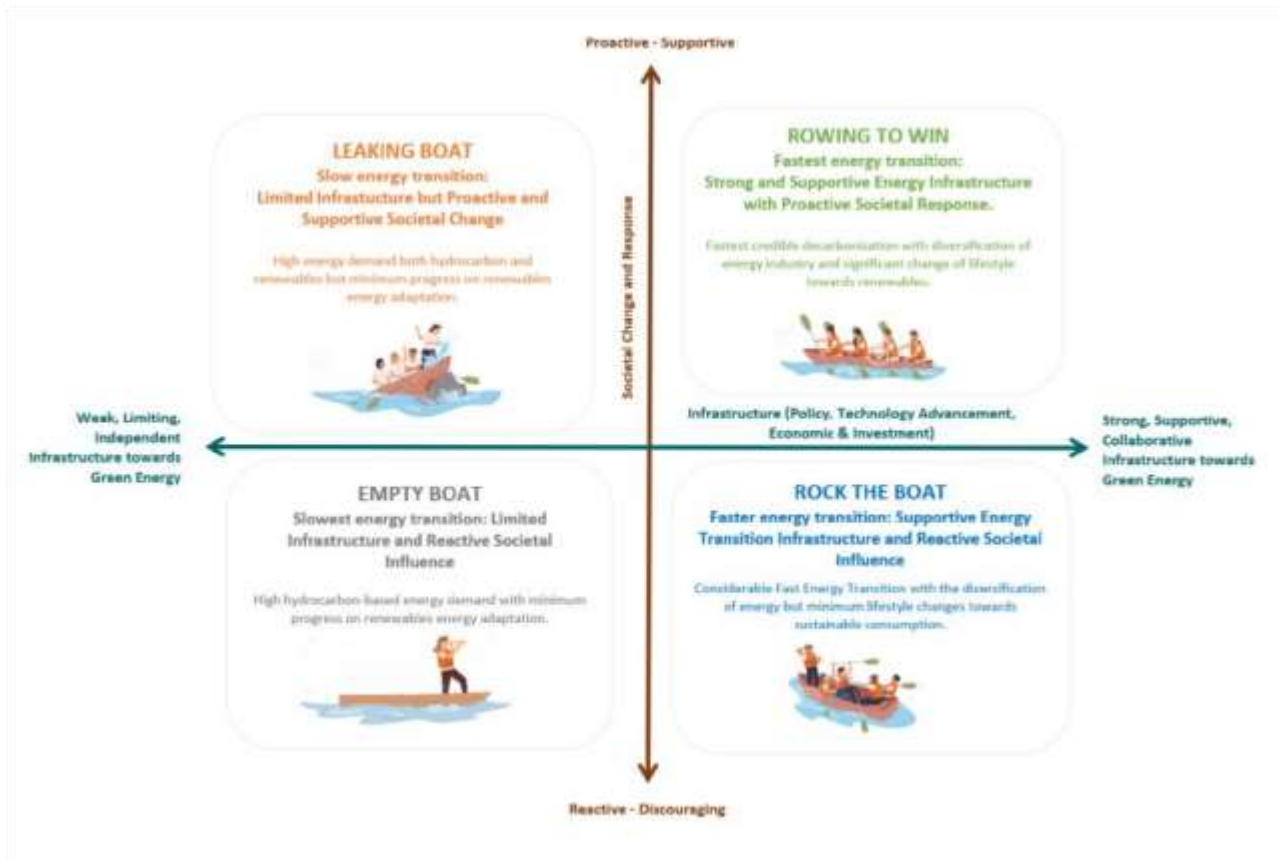 Proactive - Supportive
LEAKING BOAT
Slow energy transition:
Limited Infrastucture but Proactive and
Supportive Societal Change
High energy demand both hydrocarbon and
renewables but minimum progress on renewables
energy adaptation.
ROWING TO WIN
Fastest energy transition:
Strong and Supportive Energy Infrastructure
with Proactive Societal Response.
Fastest credible decarbonisation with diversification of
energy industry and significant change of lifestyle
towards renewables.
Societal Change and Response
Weak, Limiting,
Independent
Infrastructure towards
Green Energy
Infrastructure (Policy. Technology Advancement,
Economic & Investment)
Strong, Supportive,
Collaborative
Infrastructure towards
Green Energy
EMPTY BOAT
Slowest energy transition: Limited
Infrastructure and Reactive Societal
Influence
High hydrocarbon-based energy demand with minimum
progress on renewables energy adaptation.
ROCK THE BOAT
Faster energy transition: Supportive Energy
Transition Infrastructure and Reactive Societal
Influence
Considerable Fast Energy Transition with the diversification
of energy but minimum lifestyle changes towards
sustainable consumption.
Reactive - Discouraging